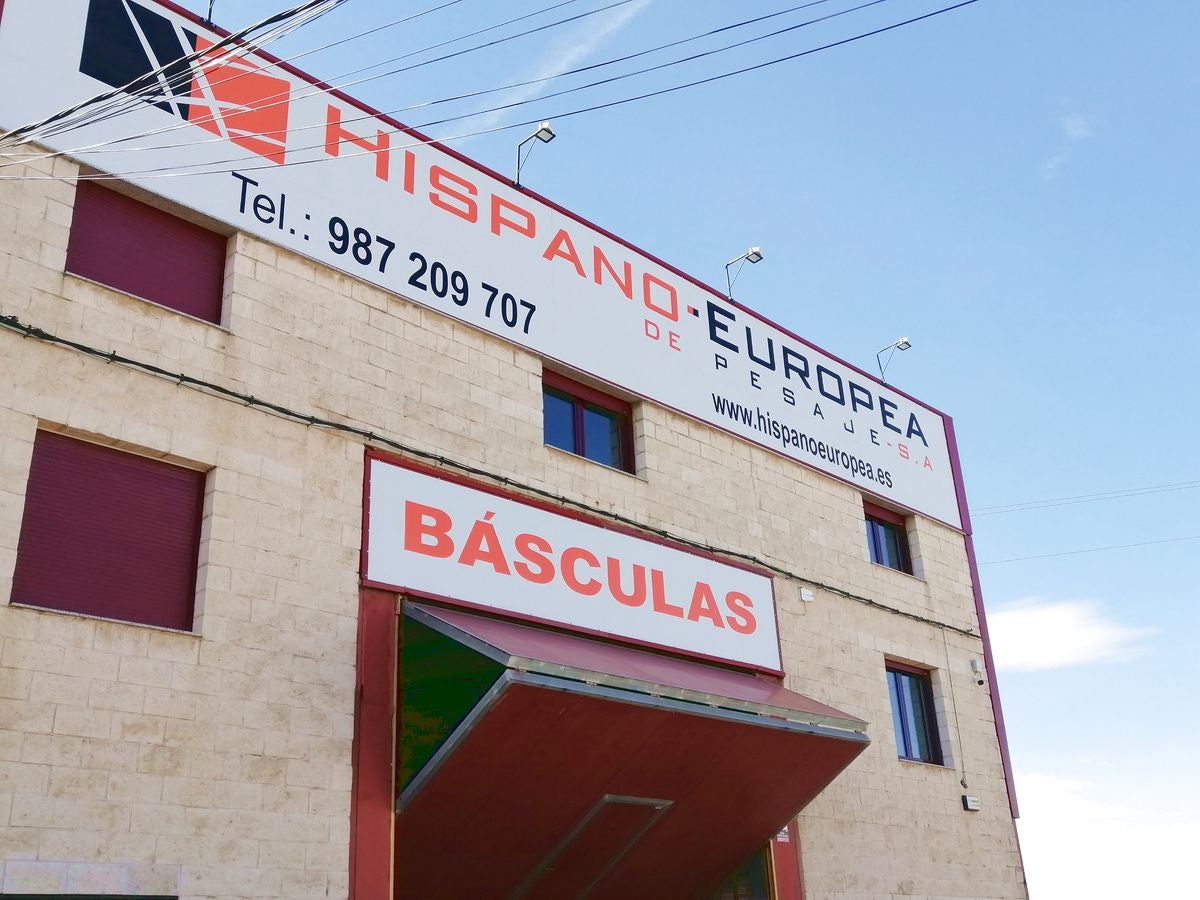 HISPANO-EUROPEA
DE PESAJE-S.A
Tel.: 987 209 707
www.hispanoeuropea.es
BÁSCULAS